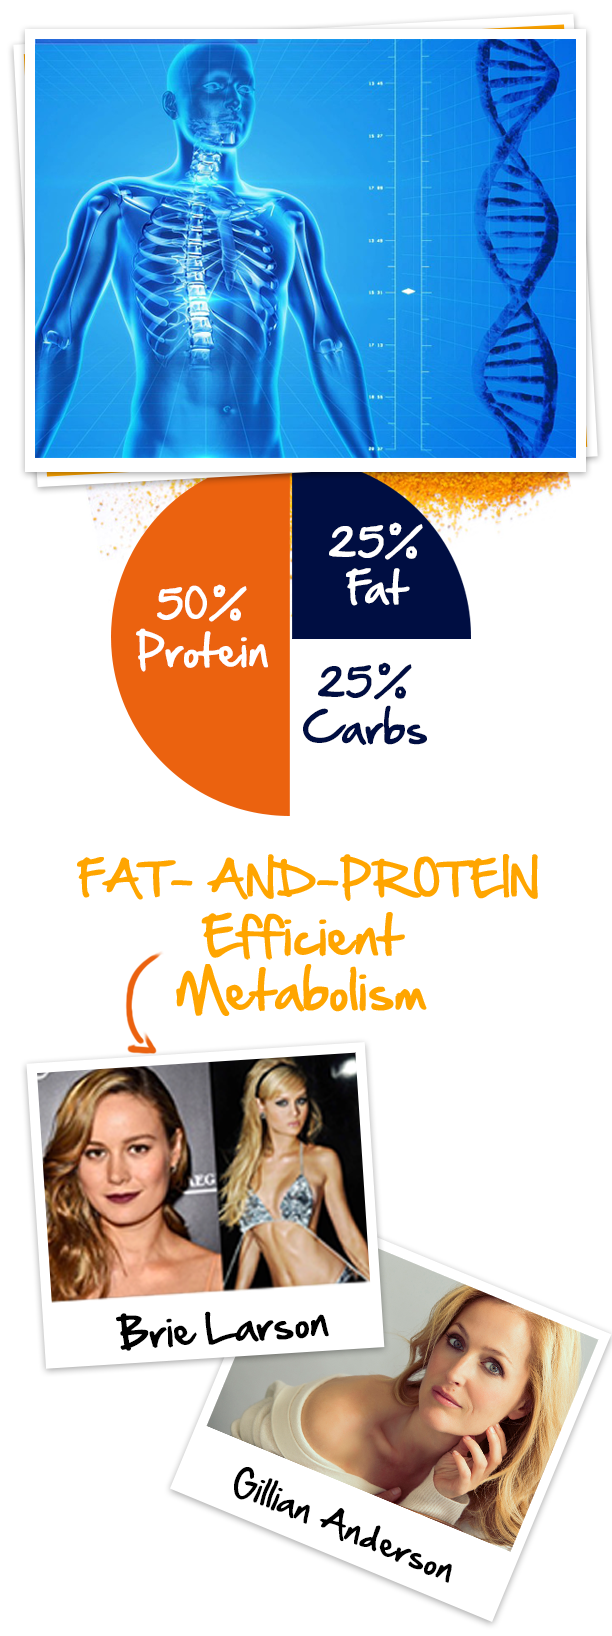 25%
Fat
50%
Protein
25%
Carbs
FAT- AND-PROTEIN
Efficient
Metabolism
Brie Larson
Gillian Anderson